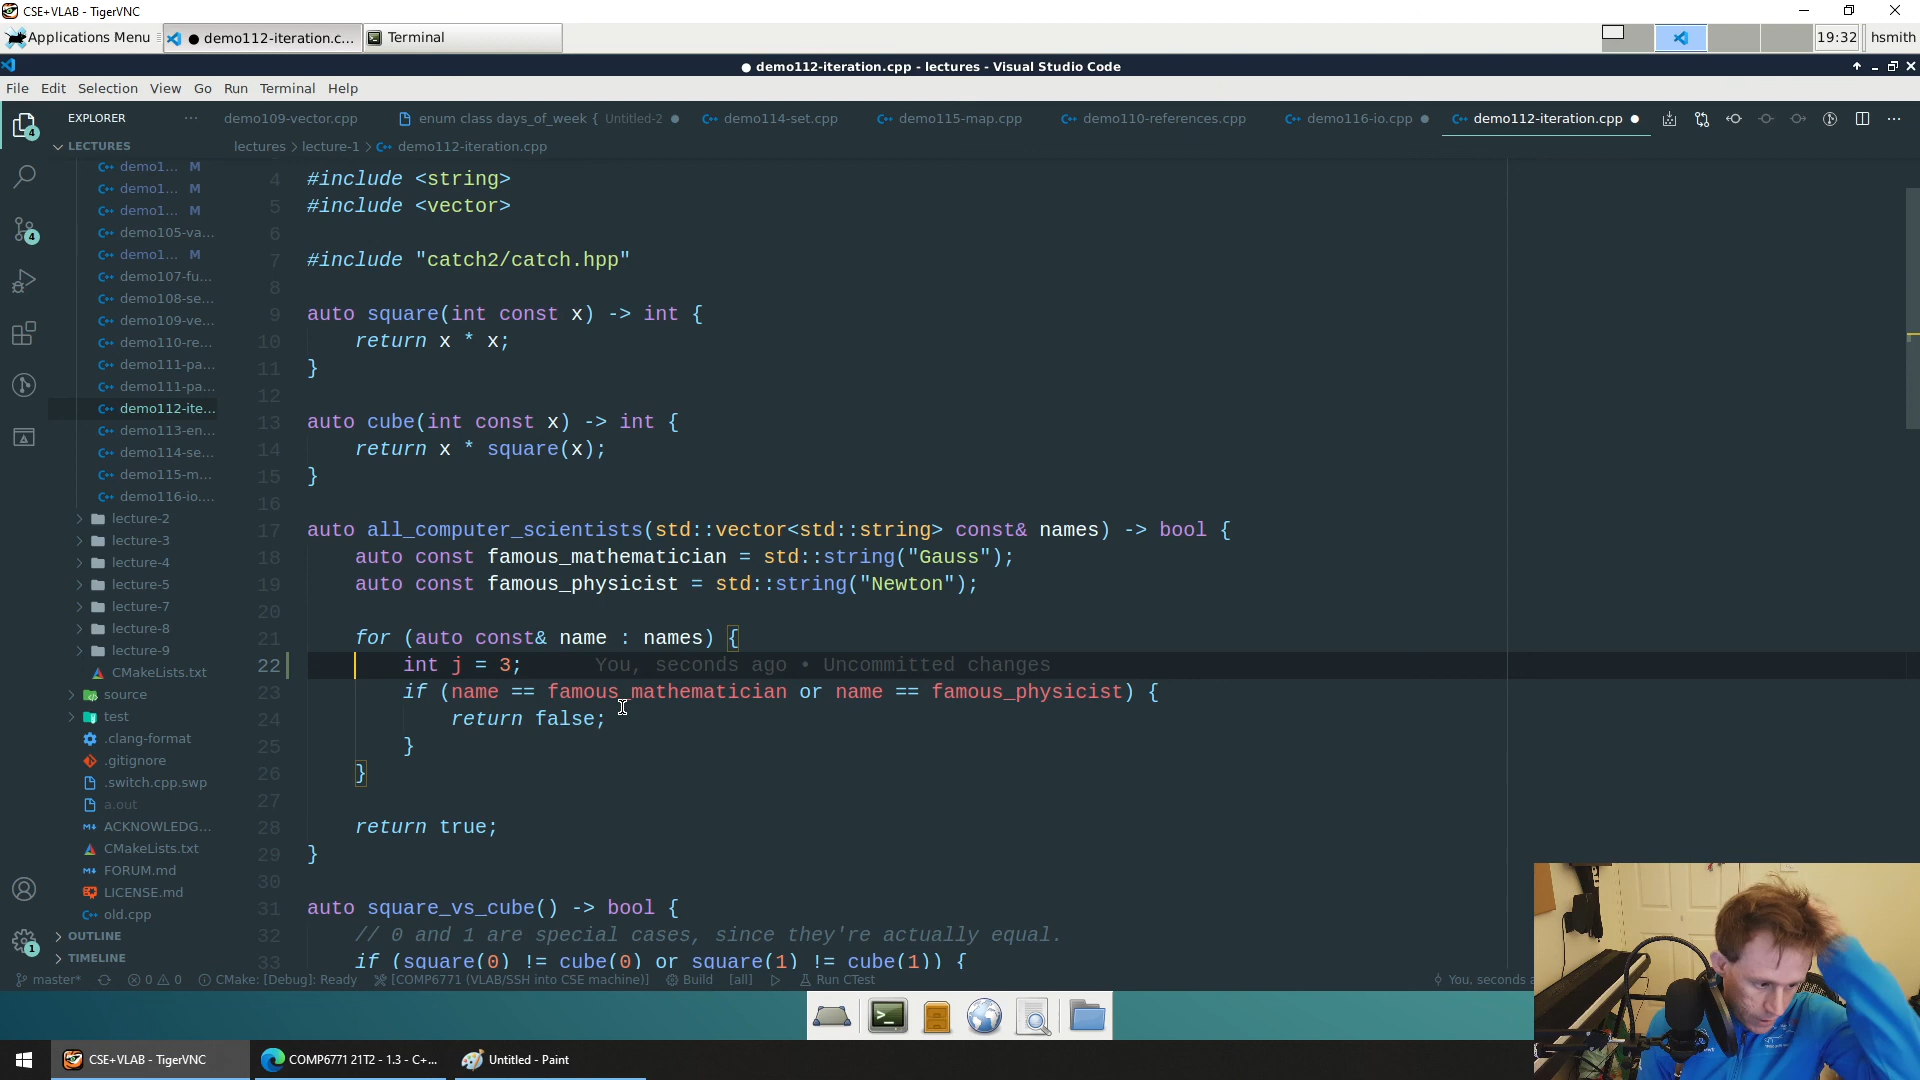 CSE+VLAB - TigerVNC
Applications Menu
● demo112-iteration.c...
Terminal
19:32
hsmith
● demo112-iteration.cpp - lectures - Visual Studio Code
File Edit Selection View Go Run Terminal Help
EXPLORER ...
demo109-vector.cpp
enum class days_of_week { Untitled-2 ●
demo114-set.cpp
demo115-map.cpp
demo110-references.cpp
demo116-io.cpp ●
demo112-iteration.cpp ●
LECTURES
lectures > lecture-1 > demo112-iteration.cpp
demo1... M
demo1... M
demo1... M
demo105-va...
demo1... M
demo107-fu...
demo108-se...
demo109-ve...
demo110-re...
demo111-pa...
demo111-pa...
demo112-ite...
demo113-en...
demo114-se...
demo115-m...
demo116-io....
lecture-2
lecture-3
lecture-4
lecture-5
lecture-7
lecture-8
lecture-9
CMakeLists.txt
source
test
.clang-format
.gitignore
.switch.cpp.swp
a.out
ACKNOWLEDG...
CMakeLists.txt
FORUM.md
LICENSE.md
old.cpp
OUTLINE
TIMELINE
4
4
1
4 #include <string>
5 #include <vector>
6
7 #include "catch2/catch.hpp"
8
9 auto square(int const x) -> int {
10 return x * x;
11 }
12
13 auto cube(int const x) -> int {
14 return x * square(x);
15 }
16
17 auto all_computer_scientists(std::vector<std::string> const& names) -> bool {
18 auto const famous_mathematician = std::string("Gauss");
19 auto const famous_physicist = std::string("Newton");
20
21 for (auto const& name : names) {
22 int j = 3; You, seconds ago • Uncommitted changes
23 if (name == famous_mathematician or name == famous_physicist) {
24 return false;
25 }
26 }
27
28 return true;
29 }
30
31 auto square_vs_cube() -> bool {
32 // 0 and 1 are special cases, since they're actually equal.
33 if (square(0) != cube(0) or square(1) != cube(1)) {
master* 0 0 CMake: [Debug]: Ready [COMP6771 (VLAB/SSH into CSE machine)] Build [all] Run CTest You, seconds
CSE+VLAB - TigerVNC
COMP6771 21T2 - 1.3 - C+...
Untitled - Paint